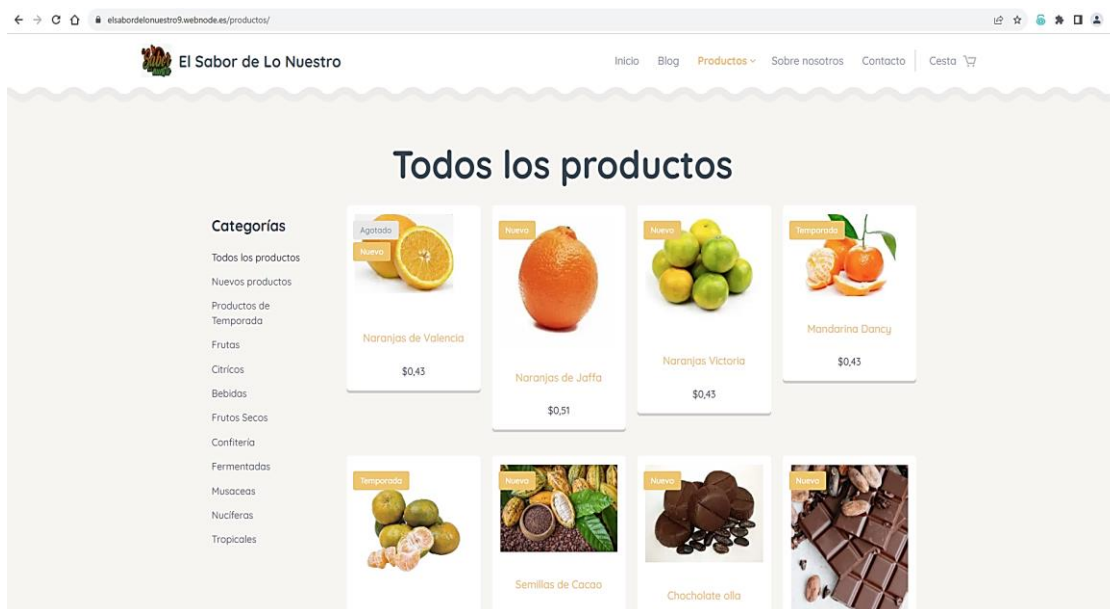 elsabordelonuestro9.webnode.es/productos/
El Sabor de Lo Nuestro
Inicio Blog Productos Sobre nosotros Contacto Cesta
Todos los productos
Categorías
Todos los productos
Nuevos productos
Productos de
Temporada
Frutas
Citricos
Bebidas
Frutos Secos
Confitería
Fermentadas
Musaceas
Nucíferas
Tropicales
Agotado
Nuevo
Naranjas de Valencia
$0,43
Nuevo
Naranjas de Jaffa
$0,51
Nuevo
Naranjas Victoria
$0,43
Temporada
Mandarina Dancy
$0,43
Temporada
Nuevo
Semillas de Cacao
Nuevo
Chocholate olla
Nuevo